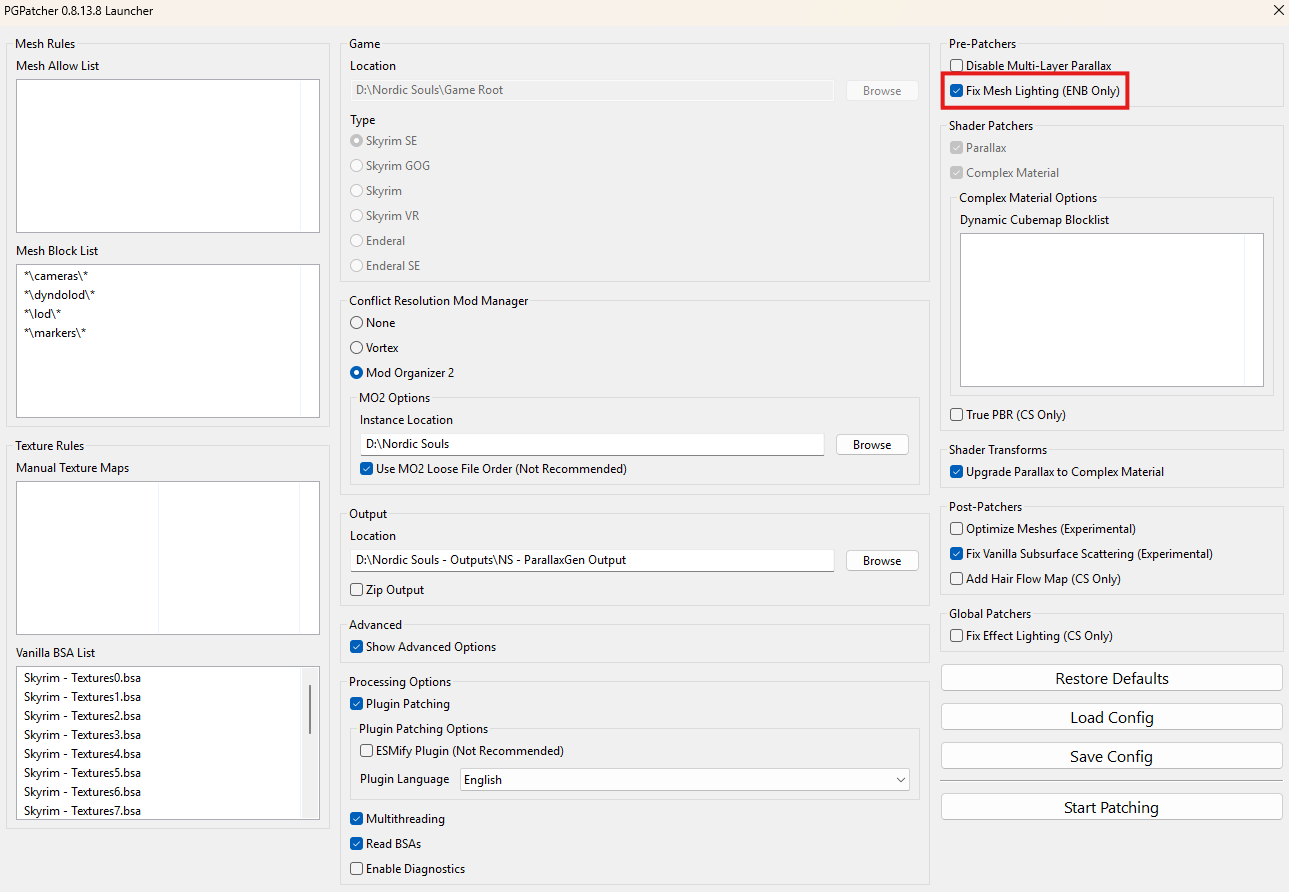 PGPatcher 0.8.13.8 Launcher
Mesh Rules
Mesh Allow List
Mesh Block List
*\cameras\*
*\dyndolod\*
*\lod\*
*\markers\*
Texture Rules
Manual Texture Maps
Vanilla BSA List
Skyrim - Textures0.bsa
Skyrim - Textures1.bsa
Skyrim - Textures2.bsa
Skyrim - Textures3.bsa
Skyrim - Textures4.bsa
Skyrim - Textures5.bsa
Skyrim - Textures6.bsa
Skyrim - Textures7.bsa
Game
Location
D:\Nordic Souls\Game Root
Browse
Type
Skyrim SE
Skyrim GOG
Skyrim
Skyrim VR
Enderal
Enderal SE
Conflict Resolution Mod Manager
None
Vortex
Mod Organizer 2
MO2 Options
Instance Location
D:\Nordic Souls
Browse
Use MO2 Loose File Order (Not Recommended)
Output
Location
D:\Nordic Souls - Outputs\NS - ParallaxGen Output
Browse
Zip Output
Advanced
Show Advanced Options
Processing Options
Plugin Patching
Plugin Patching Options
ESMify Plugin (Not Recommended)
Plugin Language English
Multithreading
Read BSAs
Enable Diagnostics
Pre-Patchers
Disable Multi-Layer Parallax
Fix Mesh Lighting (ENB Only)
Shader Patchers
Parallax
Complex Material
Complex Material Options
Dynamic Cubemap Blocklist
True PBR (CS Only)
Shader Transforms
Upgrade Parallax to Complex Material
Post-Patchers
Optimize Meshes (Experimental)
Fix Vanilla Subsurface Scattering (Experimental)
Add Hair Flow Map (CS Only)
Global Patchers
Fix Effect Lighting (CS Only)
Restore Defaults
Load Config
Save Config
Start Patching